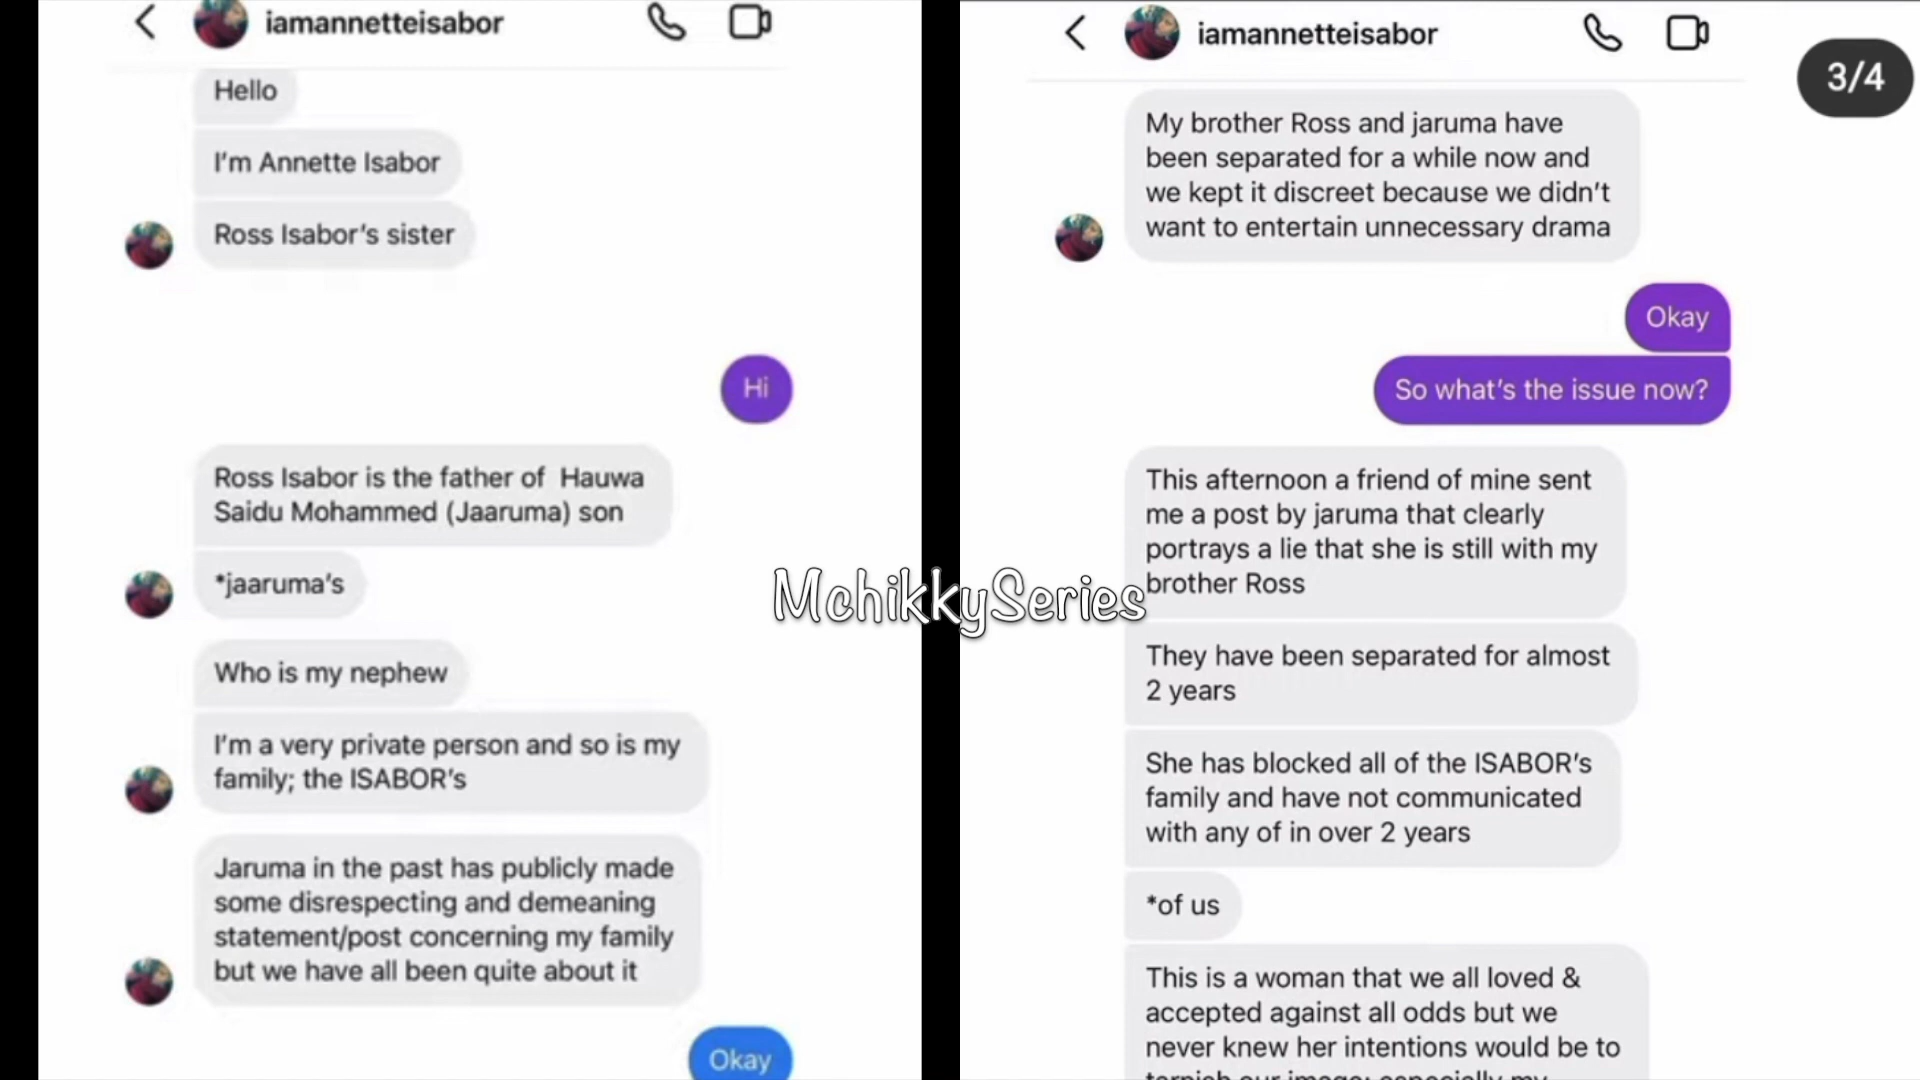 iamannetteisabor
Hello
I'm Annette Isabor
Ross Isabor's sister
Hi
Ross Isabor is the father of Hauwa
Saidu Mohammed (Jaaruma) son
*jaaruma's
Who is my nephew
I'm a very private person and so is my
family; the ISABOR's
Jaruma in the past has publicly made
some disrespecting and demeaning
statement/post concerning my family
but we have all been quite about it
Okay
MchikkySeries
iamannetteisabor
3/4
My brother Ross and jaruma have
been separated for a while now and
we kept it discreet because we didn't
want to entertain unnecessary drama
Okay
So what's the issue now?
This afternoon a friend of mine sent
me a post by jaruma that clearly
portrays a lie that she is still with my
brother Ross
They have been separated for almost
2 years
She has blocked all of the ISABOR's
family and have not communicated
with any of in over 2 years
*of us
This is a woman that we all loved &
accepted against all odds but we
never knew her intentions would be to
tarnish our image; especially my